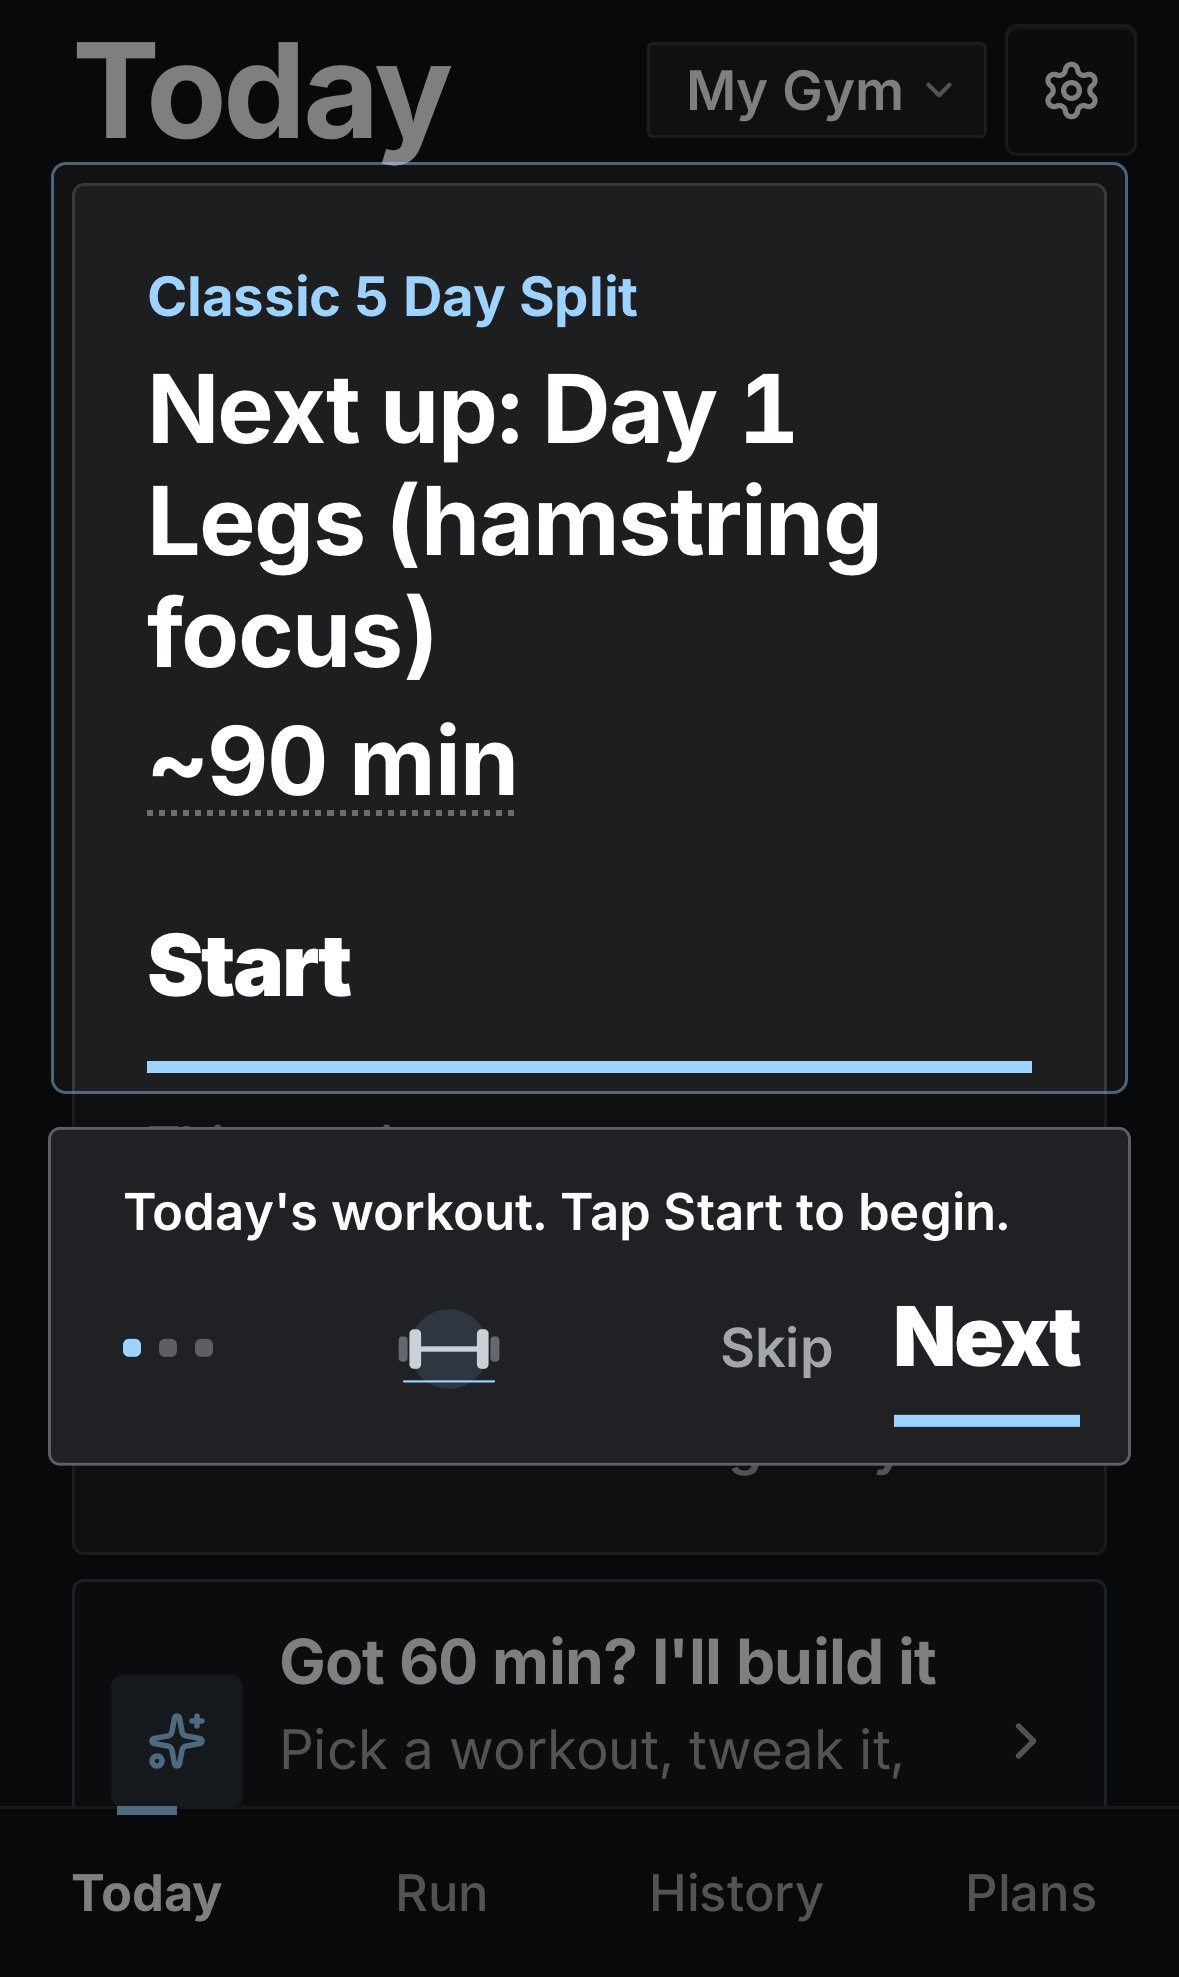 Today
My Gym
Classic 5 Day Split
Next up: Day 1
Legs (hamstring
focus)
~90 min
Start
Today's workout. Tap Start to begin.
Skip
Next
Got 60 min? I'll build it
Pick a workout, tweak it,
Today
Run
History
Plans